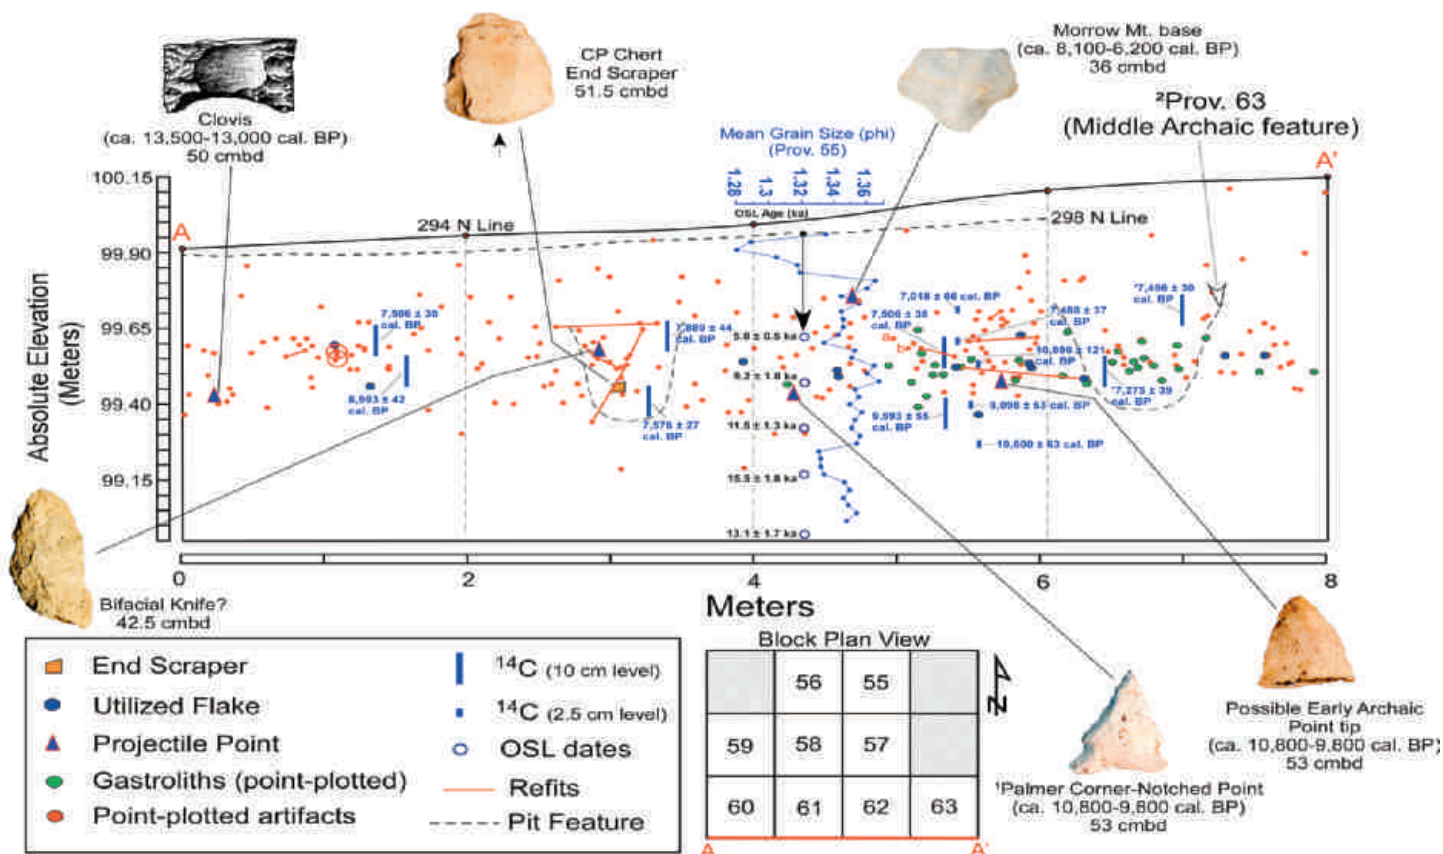 Clovis
(ca. 13,500-13,000 cal. BP)
50 cmbd
CP Chert
End Scraper
51.5 cmbd
Morrow Mt. base
(ca. 8,100-6,200 cal. BP)
36 cmbd
²Prov. 63
(Middle Archaic feature)
Mean Grain Size (phi)
(Prov. 55)
1.28
1.3
1.32
1.34
1.36
OSL Age (ka)
A
A'
294 N Line
298 N Line
Absolute Elevation
(Meters)
100.15
99.90
99.65
99.40
99.15
7,506 ± 35
cal. BP
8,993 ± 42
cal. BP
7,889 ± 44
cal. BP
7,576 ± 27
cal. BP
5.8 ± 0.5 ka
9.2 ± 1.8 ka
11.5 ± 1.3 ka
15.5 ± 1.8 ka
13.1 ± 1.7 ka
7,018 ± 66 cal. BP
7,506 ± 38
cal. BP
7,488 ± 37
cal. BP
10,096 ± 121
cal. BP
9,593 ± 55
cal. BP
9,098 ± 53 cal. BP
10,600 ± 63 cal. BP
¹7,275 ± 39
cal. BP
¹7,466 ± 30
cal. BP
a
b
0
2
4
6
8
Meters
Bifacial Knife?
42.5 cmbd
End Scraper
Utilized Flake
Projectile Point
Gastroliths (point-plotted)
Point-plotted artifacts
¹⁴C (10 cm level)
¹⁴C (2.5 cm level)
OSL dates
Refits
Pit Feature
Block Plan View
56
55
59
58
57
60
61
62
63
A
A'
N
¹Palmer Corner-Notched Point
(ca. 10,800-9,800 cal. BP)
53 cmbd
Possible Early Archaic
Point tip
(ca. 10,800-9,800 cal. BP)
53 cmbd